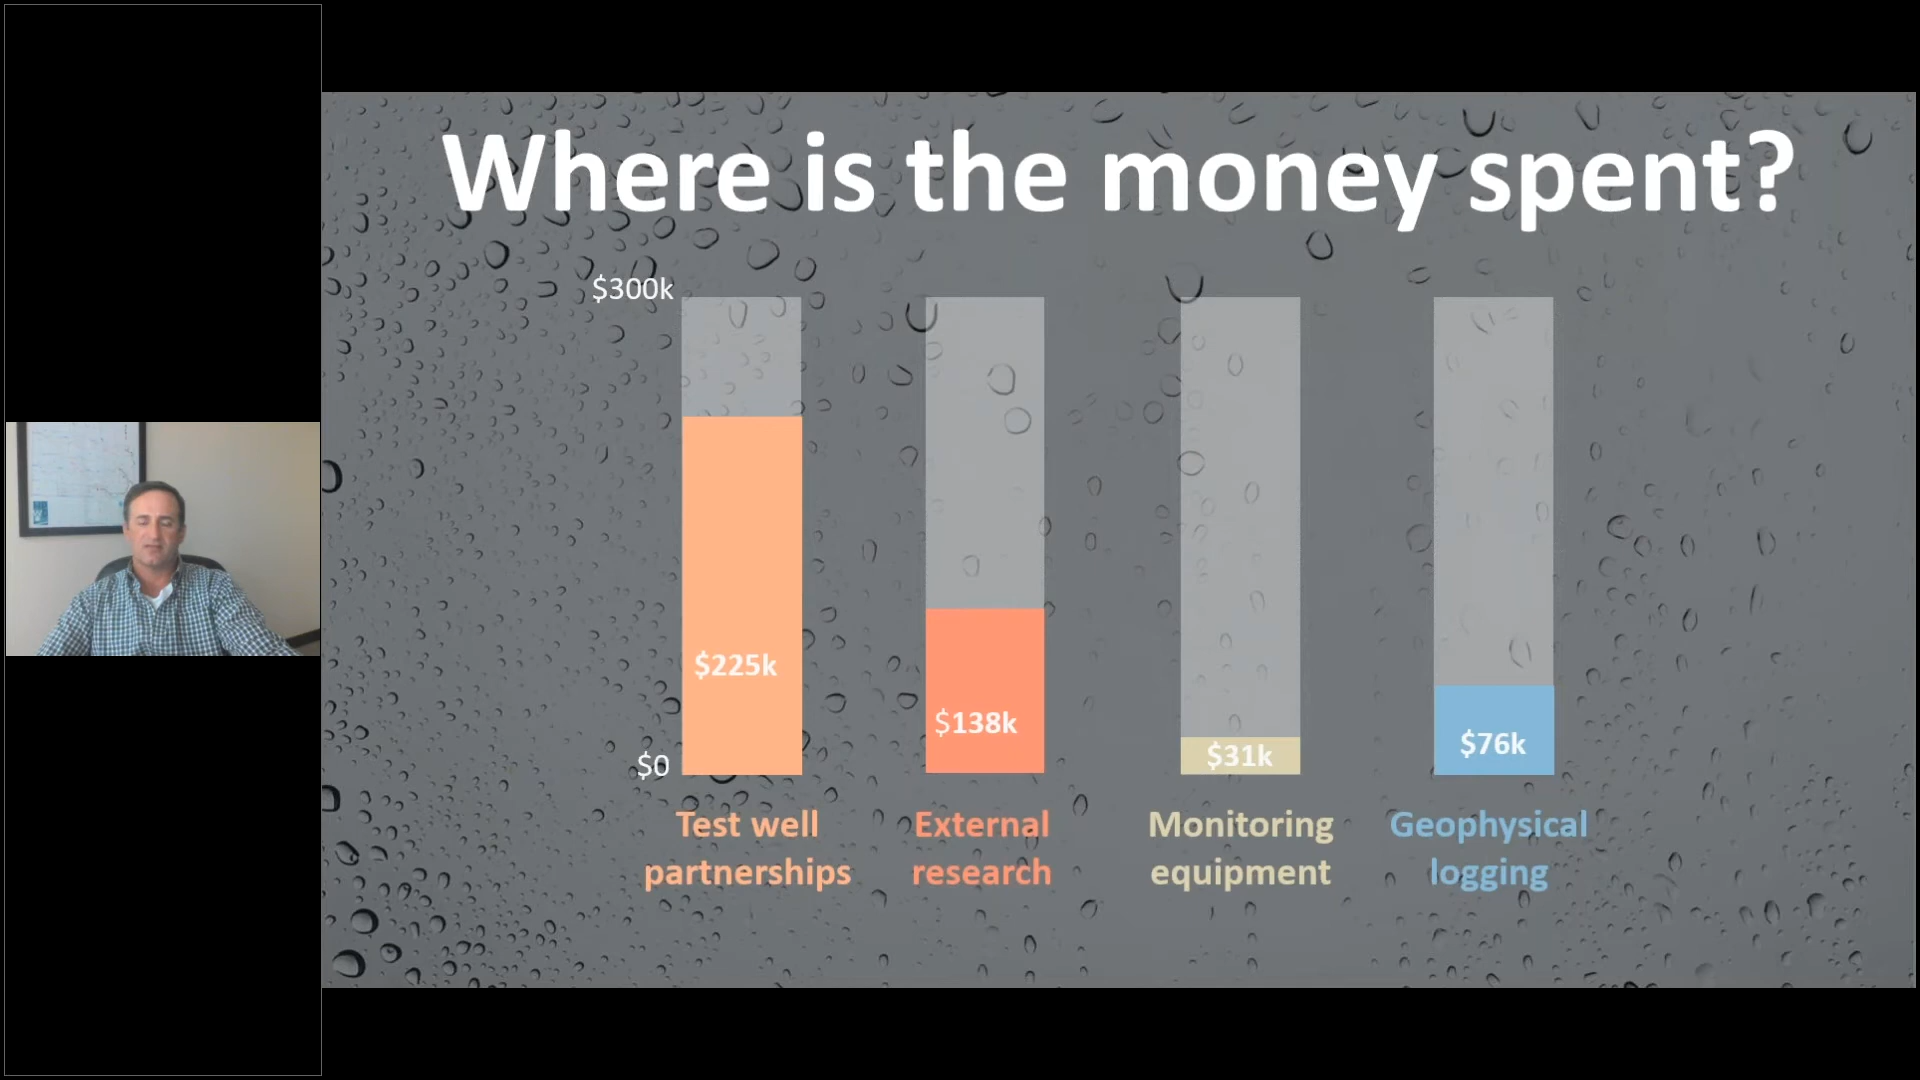 Where is the money spent?
$300k
$225k
$138k
$31k
$76k
$0
Test well
partnerships
External
research
Monitoring
equipment
Geophysical
logging